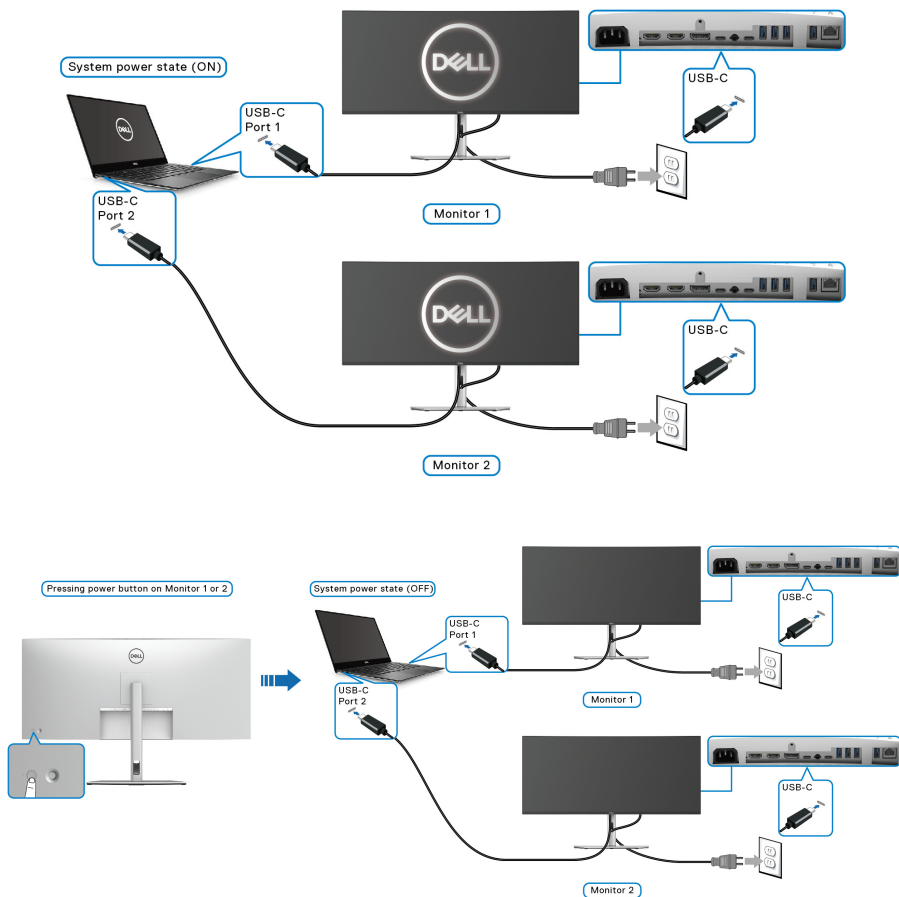 System power state (ON)
DELL
USB-C
Port 1
DELL
USB-C
Monitor 1
USB-C
Port 2
DELL
USB-C
Monitor 2
Pressing power button on Monitor 1 or 2
System power state (OFF)
DELL
USB-C
Port 1
USB-C
Monitor 1
USB-C
Port 2
USB-C
Monitor 2